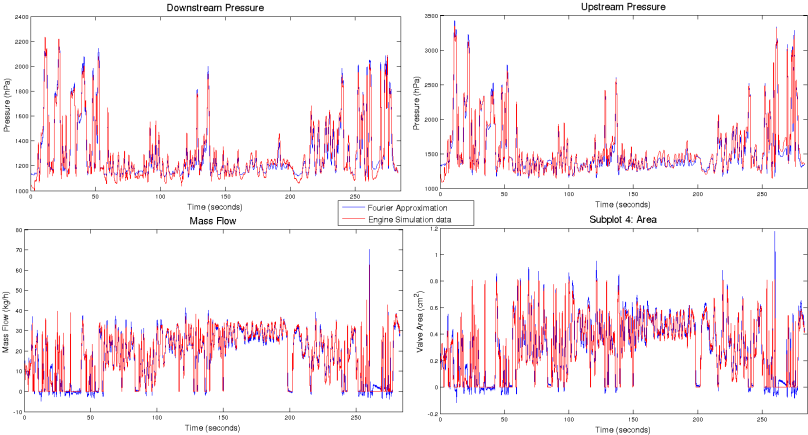 Downstream Pressure
2400
2200
2000
1800
1600
1400
1200
1000
Pressure (hPa)
0 50 100 150 200 250
Time (seconds)
Upstream Pressure
3500
3000
2500
2000
1500
1000
Pressure (hPa)
0 50 100 150 200 250
Time (seconds)
Fourier Approximation
Engine Simulation data
Mass Flow
80
70
60
50
40
30
20
10
0
-10
Mass Flow (kg/h)
0 50 100 150 200 250
Time (seconds)
Subplot 4: Area
1.2
1
0.8
0.6
0.4
0.2
0
-0.2
Valve Area (cm²)
0 50 100 150 200 250
Time (seconds)